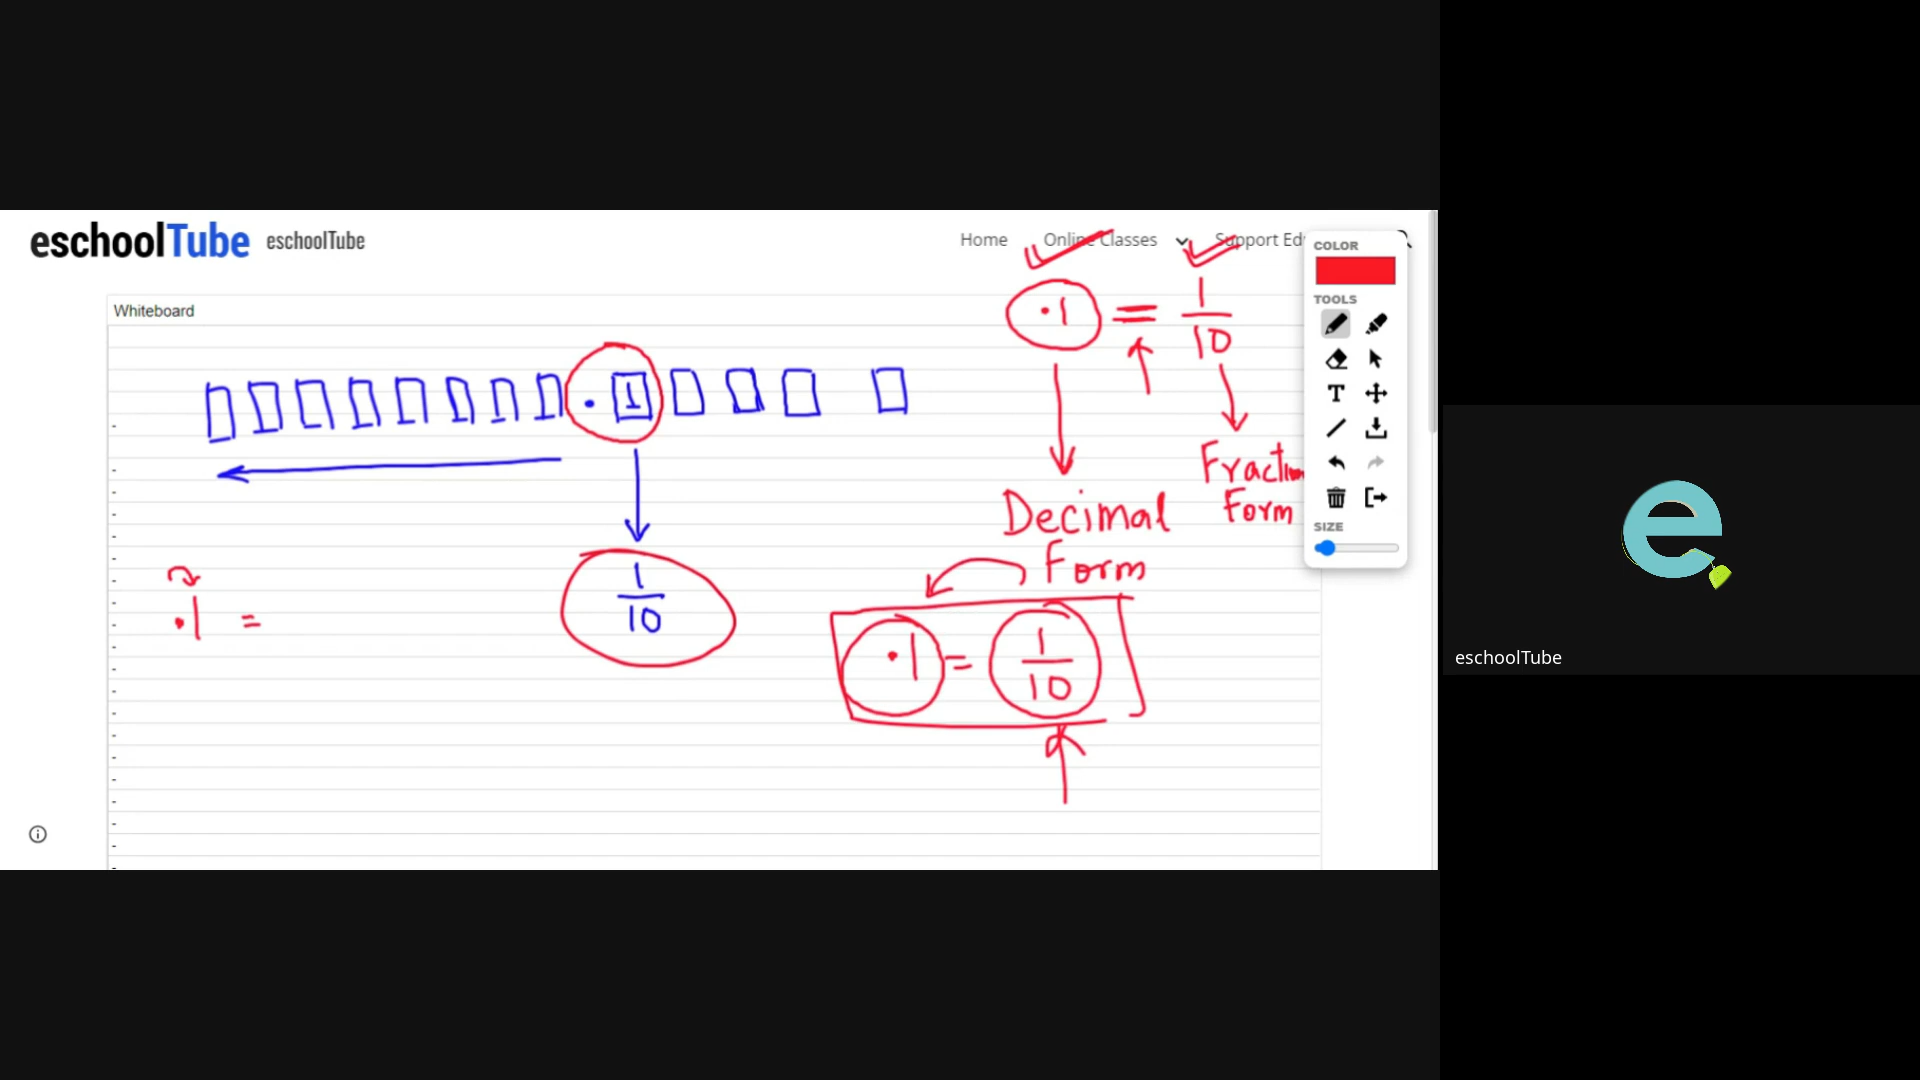 eschoolTube eschoolTube
Home Online Classes Support Ed
COLOR
TOOLS
T
SIZE
Whiteboard
.1 = 1/10
. 1
Decimal Form
Fraction Form
1/10
.1 =
.1 = 1/10
eschoolTube